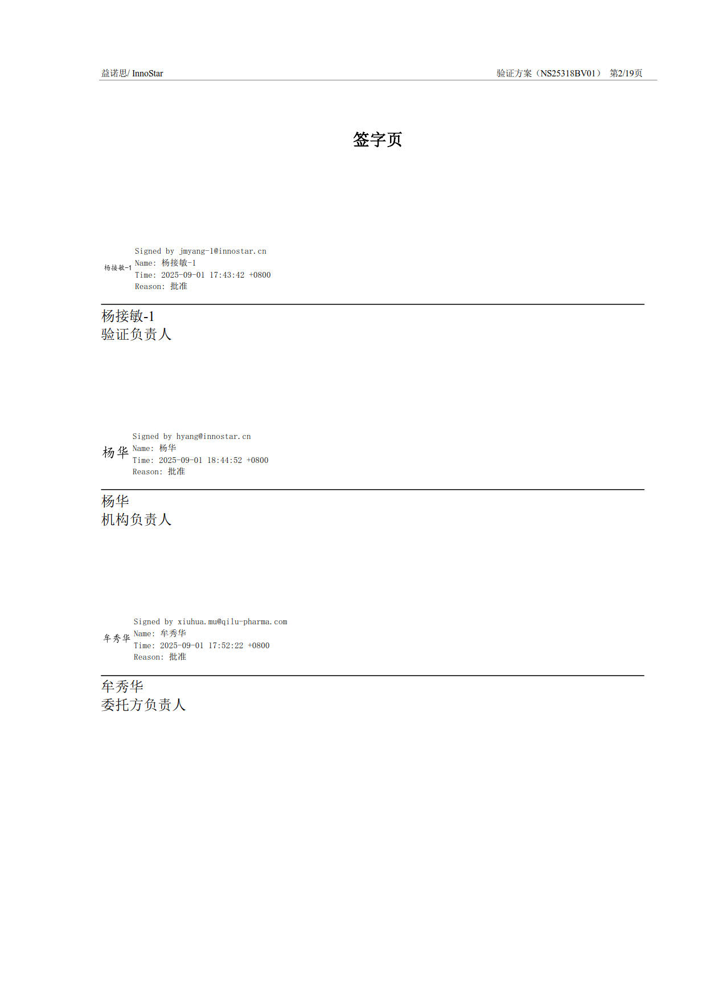 益诺思/ InnoStar 验证方案（NS25318BV01） 第2/19页
签字页
Signed by jmyang-1@innostar.cn
杨接敏-1 Name: 杨接敏-1
Time: 2025-09-01 17:43:42 +0800
Reason: 批准
杨接敏-1
验证负责人
Signed by hyang@innostar.cn
杨华 Name: 杨华
Time: 2025-09-01 18:44:52 +0800
Reason: 批准
杨华
机构负责人
Signed by xiuhua.mu@qilu-pharma.com
牟秀华 Name: 牟秀华
Time: 2025-09-01 17:52:22 +0800
Reason: 批准
牟秀华
委托方负责人